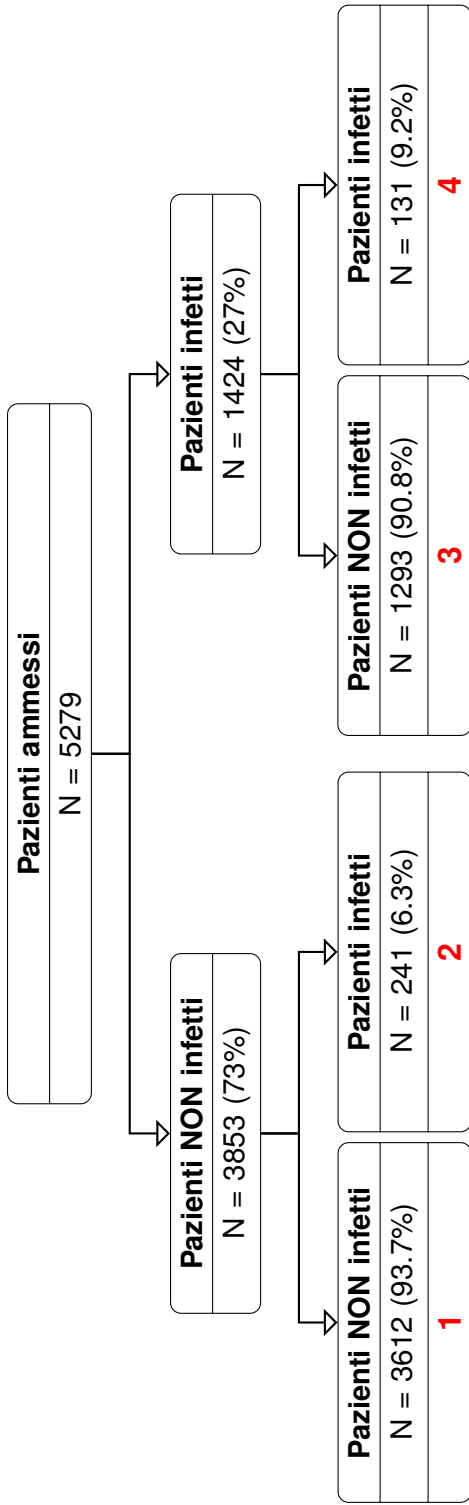 Pazienti ammessi
N = 5279
Pazienti NON infetti
N = 3853 (73%)
Pazienti infetti
N = 1424 (27%)
Pazienti NON infetti
N = 3612 (93.7%)
1
Pazienti infetti
N = 241 (6.3%)
2
Pazienti NON infetti
N = 1293 (90.8%)
3
Pazienti infetti
N = 131 (9.2%)
4